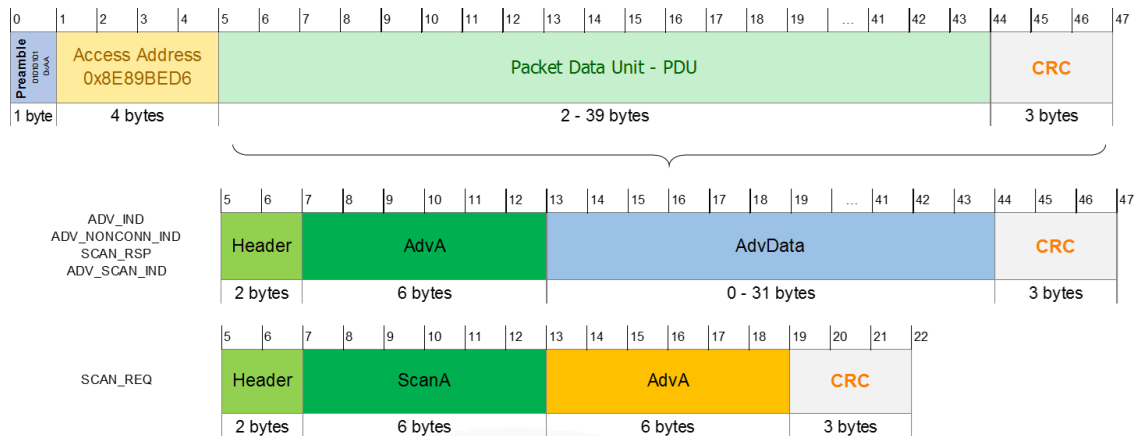 0 1 2 3 4 5 6 7 8 9 10 11 12 13 14 15 16 17 18 19 ... 41 42 43 44 45 46 47
Preamble
01010101
0xAA
Access Address
0x8E89BED6
Packet Data Unit - PDU
CRC
1 byte 4 bytes 2 - 39 bytes 3 bytes
5 6 7 8 9 10 11 12 13 14 15 16 17 18 19 ... 41 42 43 44 45 46 47
ADV_IND
ADV_NONCONN_IND
SCAN_RSP
ADV_SCAN_IND
Header AdvA AdvData CRC
2 bytes 6 bytes 0 - 31 bytes 3 bytes
5 6 7 8 9 10 11 12 13 14 15 16 17 18 19 20 21 22
SCAN_REQ Header ScanA AdvA CRC
2 bytes 6 bytes 6 bytes 3 bytes